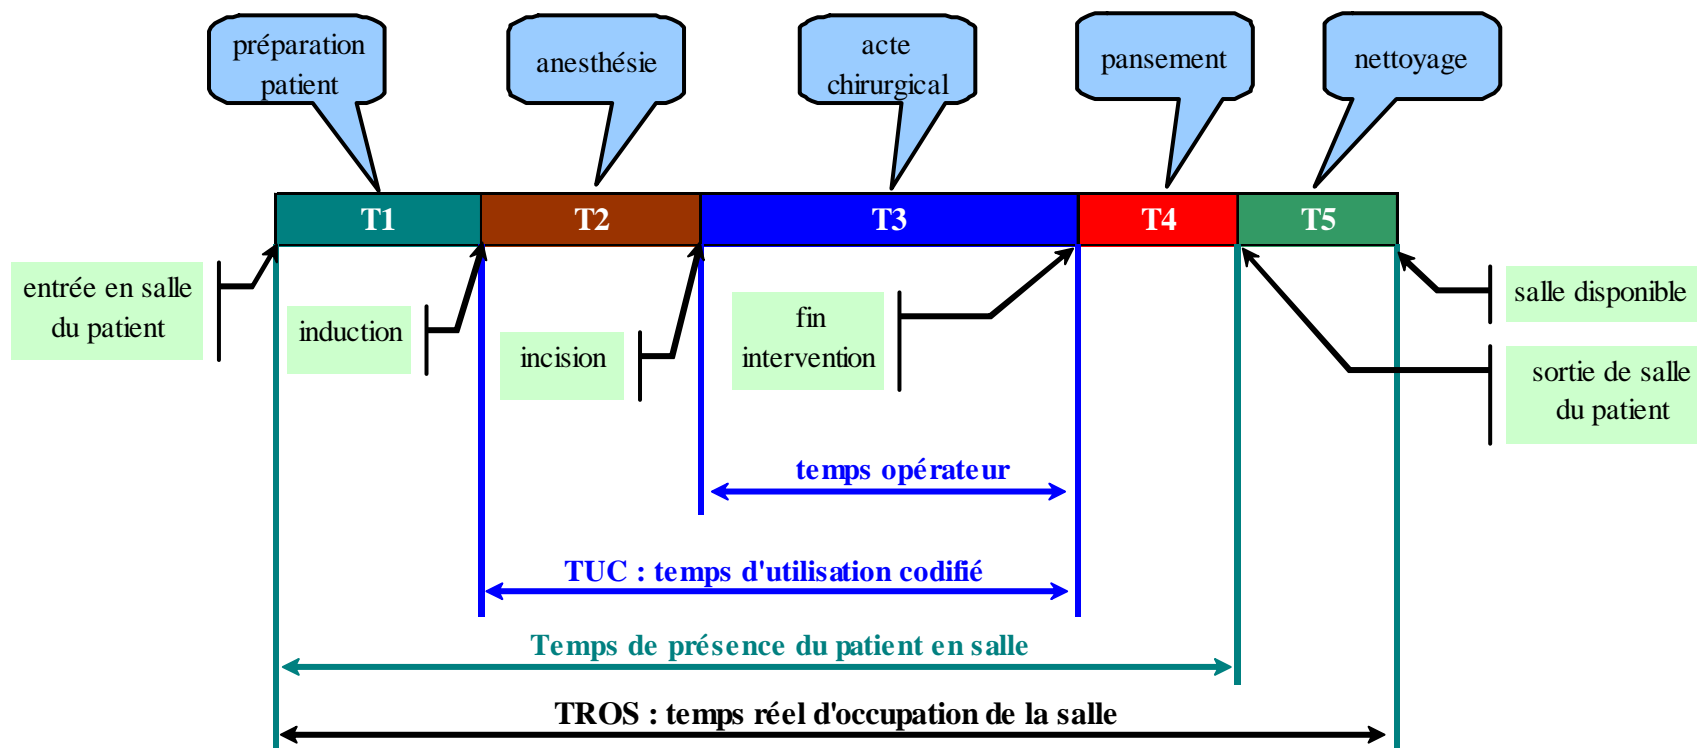 préparation
patient
anesthésie
acte
chirurgical
pansement
nettoyage
T1
T2
T3
T4
T5
entrée en salle
du patient
induction
incision
fin
intervention
salle disponible
sortie de salle
du patient
temps opérateur
TUC : temps d'utilisation codifié
Temps de présence du patient en salle
TROS : temps réel d'occupation de la salle